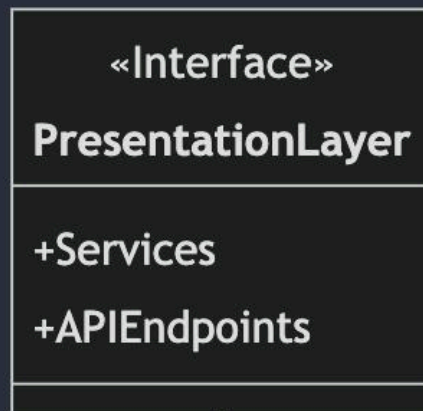 «Interface»
PresentationLayer
+Services
+APIEndpoints